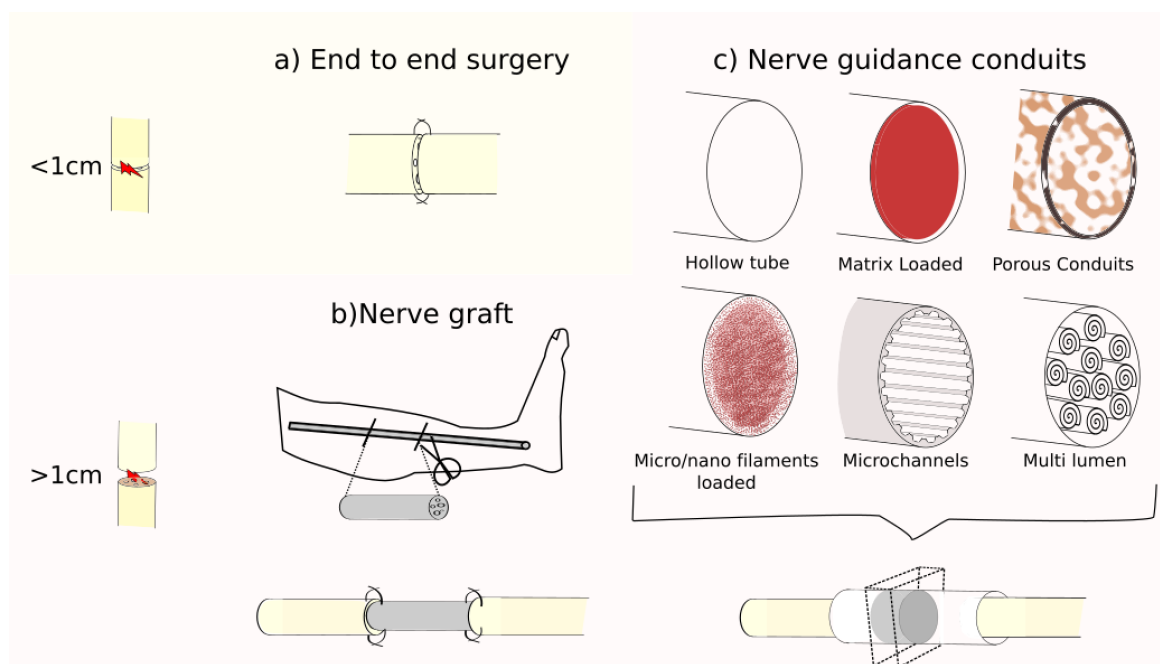 a) End to end surgery
c) Nerve guidance conduits
<1cm
Hollow tube
Matrix Loaded
Porous Conduits
b)Nerve graft
>1cm
Micro/nano filaments
loaded
Microchannels
Multi lumen